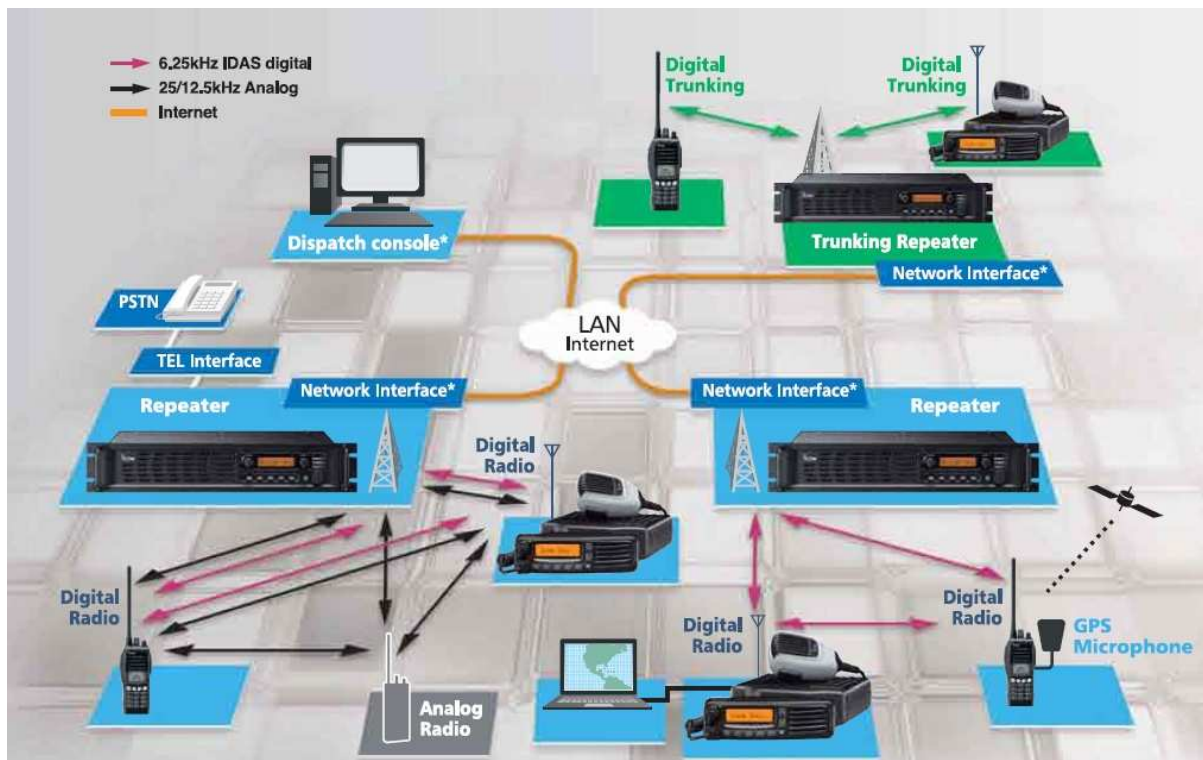 6.25kHz IDAS digital
25/12.5kHz Analog
Internet
Digital
Trunking
Digital
Trunking
Dispatch console*
Trunking Repeater
Network Interface*
PSTN
TEL Interface
LAN
Internet
Network Interface*
Repeater
Network Interface*
Repeater
Digital
Radio
Digital
Radio
Analog
Radio
Digital
Radio
Digital
Radio
GPS
Microphone